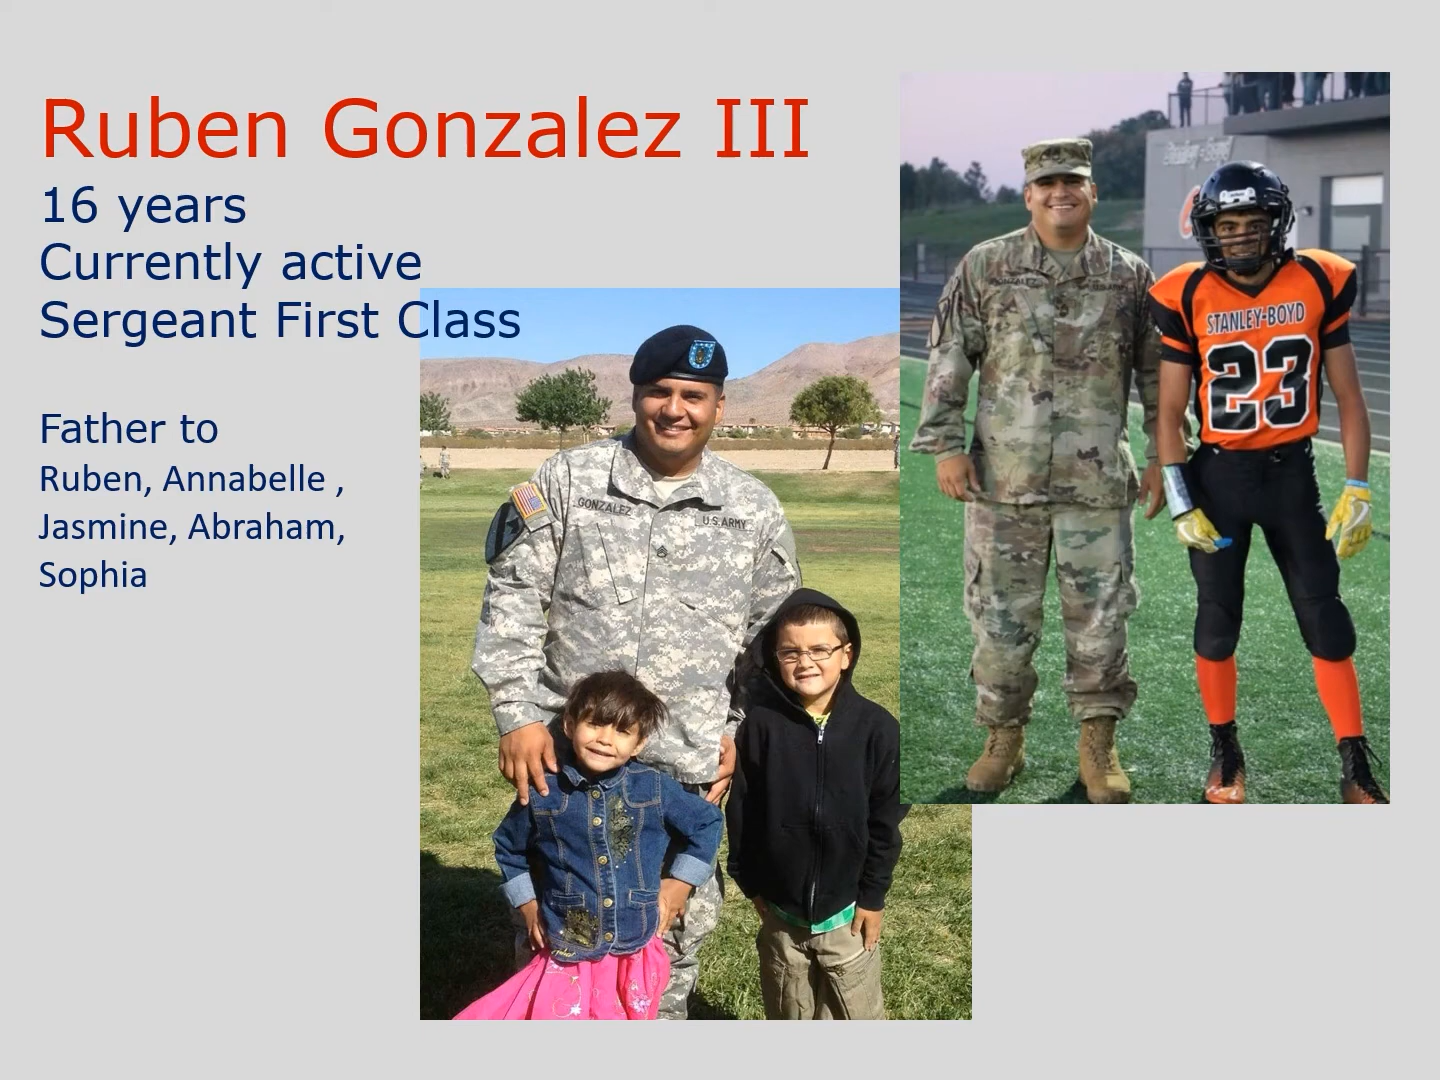 Ruben Gonzalez III
16 years
Currently active
Sergeant First Class
Father to
Ruben, Annabelle ,
Jasmine, Abraham,
Sophia
GONZALEZ
U.S.ARMY
STANLEY-BOYD
23